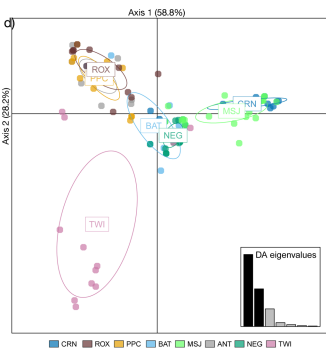 Axis 1 (58.8%)
d)
Axis 2 (28.2%)
ROX
PPC
CRN
MSJ
BAT
NEG
TWI
DA eigenvalues
CRN ROX PPC BAT MSJ ANT NEG TWI